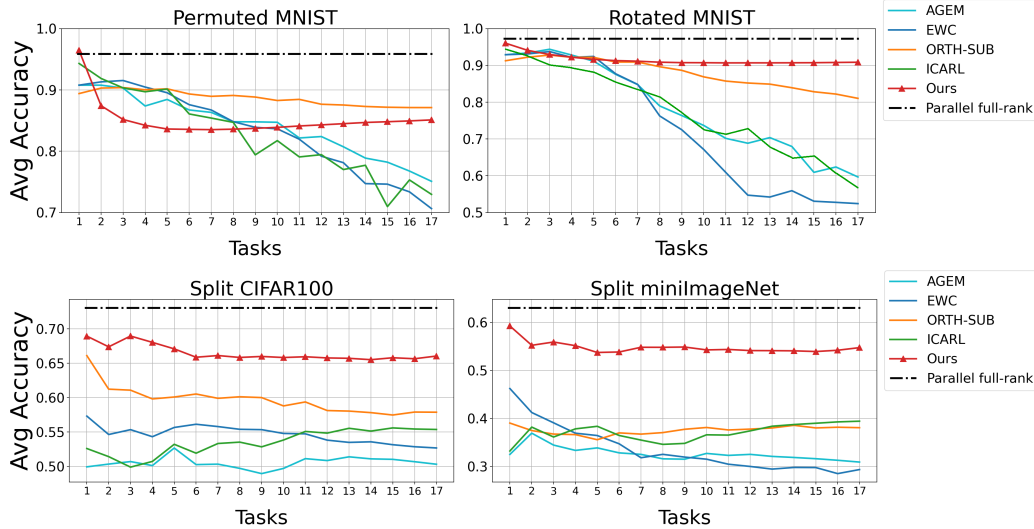 Permuted MNIST
Avg Accuracy
1.0
0.9
0.8
0.7
1 2 3 4 5 6 7 8 9 10 11 12 13 14 15 16 17
Tasks
Rotated MNIST
1.0
0.9
0.8
0.7
0.6
0.5
1 2 3 4 5 6 7 8 9 10 11 12 13 14 15 16 17
Tasks
AGEM
EWC
ORTH-SUB
ICARL
Ours
Parallel full-rank
Split CIFAR100
Avg Accuracy
0.70
0.65
0.60
0.55
0.50
1 2 3 4 5 6 7 8 9 10 11 12 13 14 15 16 17
Tasks
Split miniImageNet
0.6
0.5
0.4
0.3
1 2 3 4 5 6 7 8 9 10 11 12 13 14 15 16 17
Tasks
AGEM
EWC
ORTH-SUB
ICARL
Ours
Parallel full-rank